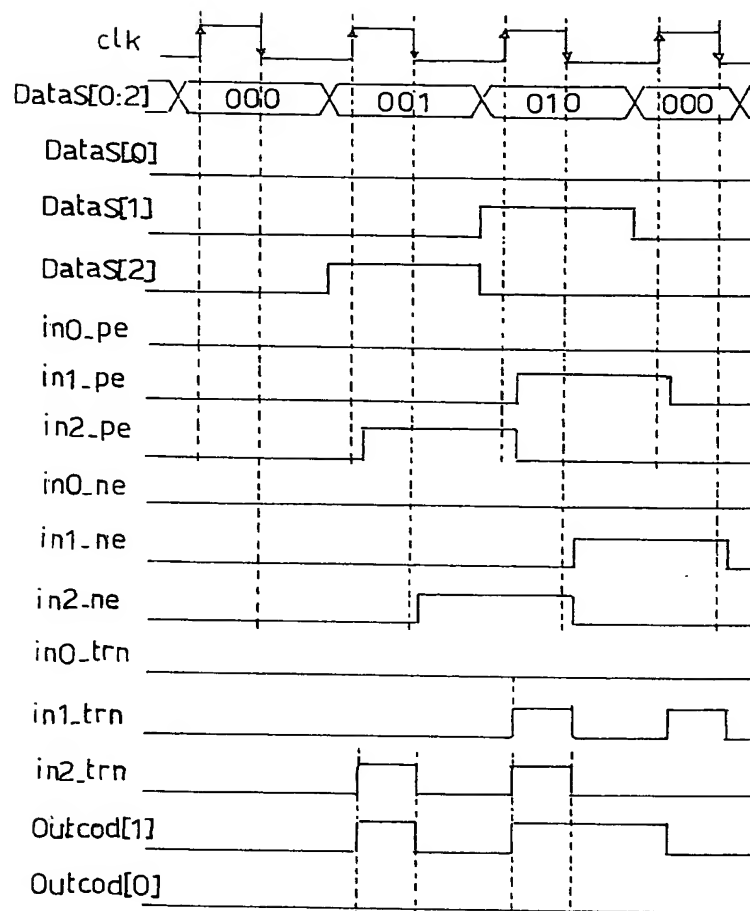 clk
DataS[0:2] 000 001 010 000
DataS[0]
DataS[1]
DataS[2]
in0_pe
in1_pe
in2_pe
in0_ne
in1_ne
in2_ne
in0_trn
in1_trn
in2_trn
Outcod[1]
Outcod[0]